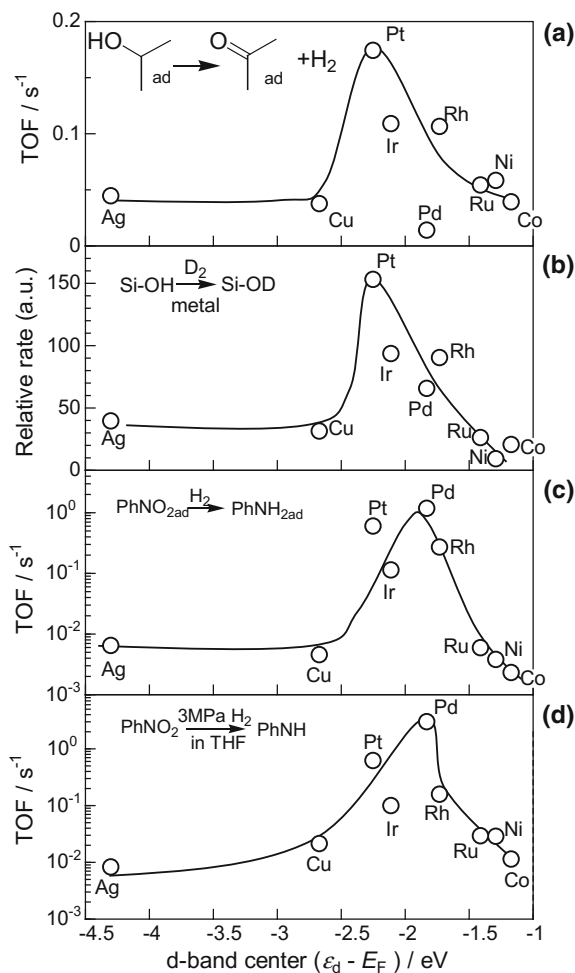 (a)
0.2
HO
O
ad
ad
+H2
Pt
Rh
Ir
Ni
TOF / s-1
0.1
Ag
Cu
Pd
Ru
Co
0
(b)
150
Si-OH D2 Si-OD
metal
Pt
Ir
Rh
Pd
Relative rate (a.u.)
100
50
Ag
Cu
Ru
Ni
Co
0
(c)
PhNO2ad H2 PhNH2ad
Pt
Pd
Rh
Ir
TOF / s-1
100
10-1
10-2
10-3
Ag
Cu
Ru
Ni
Co
(d)
PhNO2 3MPa H2 PhNH
in THF
Pt
Pd
Ir
Rh
TOF / s-1
100
10-1
10-2
10-3
Ag
Cu
Ru
Ni
Co
-4.5 -4 -3.5 -3 -2.5 -2 -1.5 -1
d-band center (εd - EF) / eV